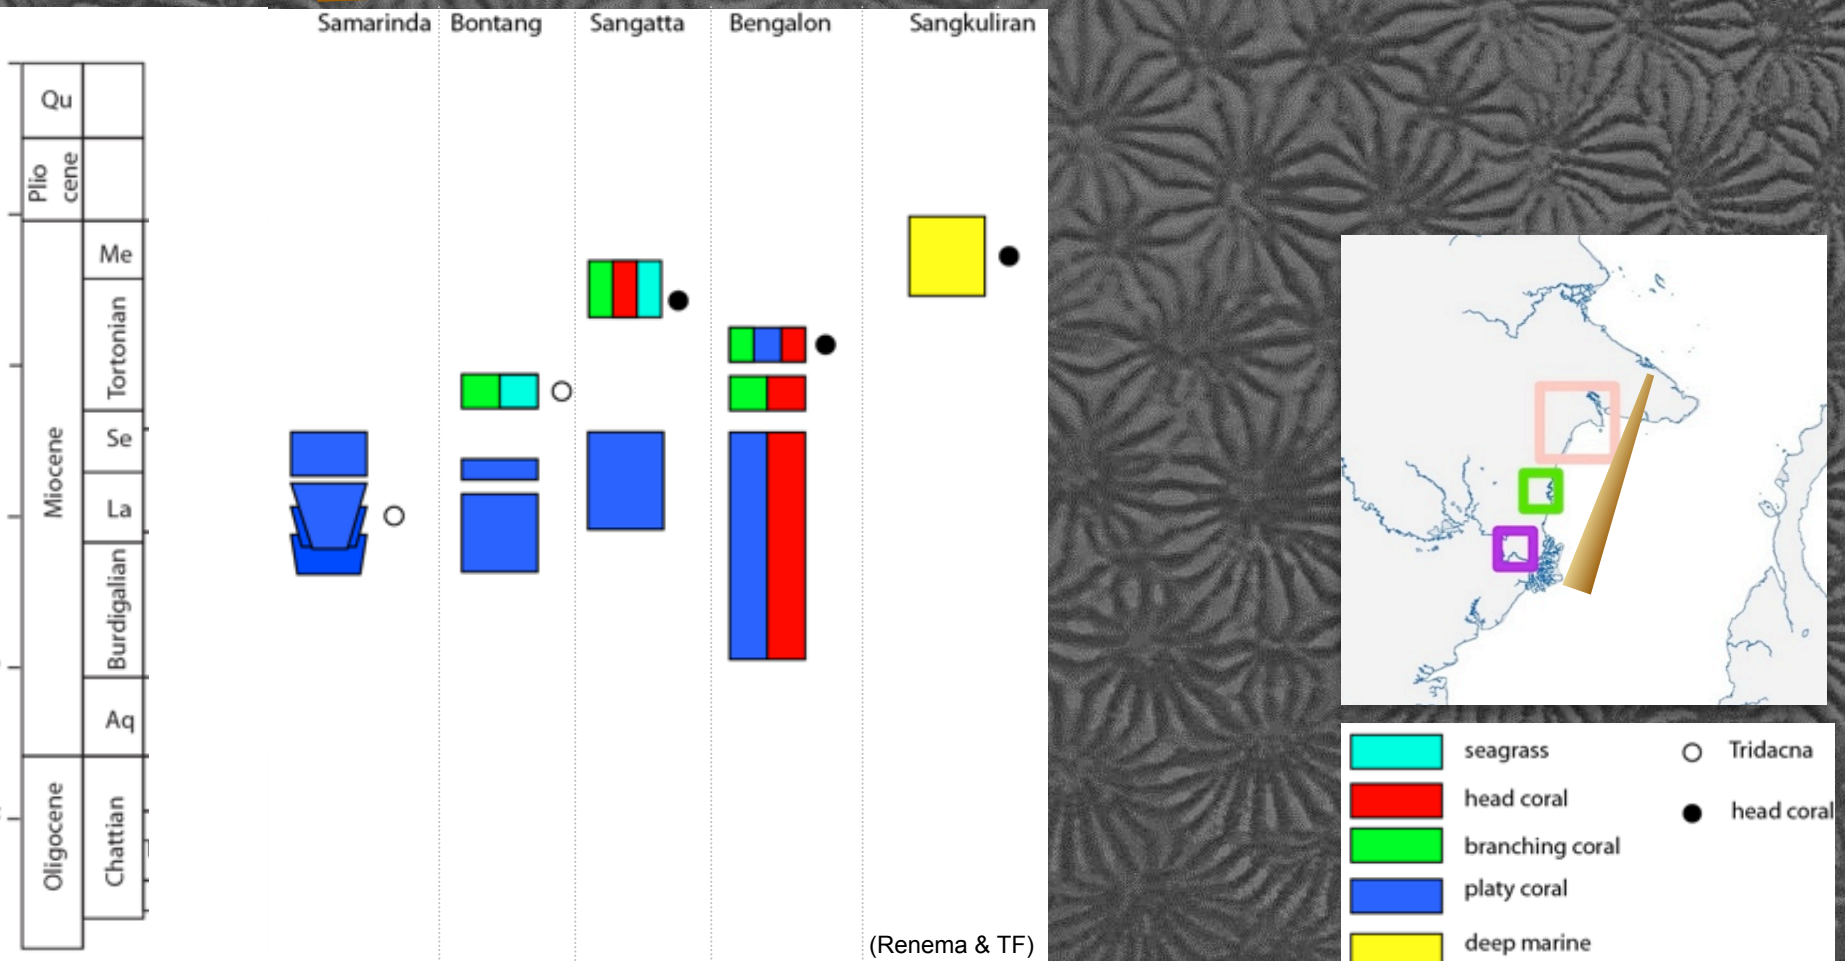 Samarinda Bontang Sangatta Bengalon Sangkuliran
Qu
Plio
cene
Me
Tortonian
Miocene
Se
La
Burdigalian
Aq
Oligocene
Chattian
(Renema & TF)
seagrass
Tridacna
head coral
head coral
branching coral
platy coral
deep marine